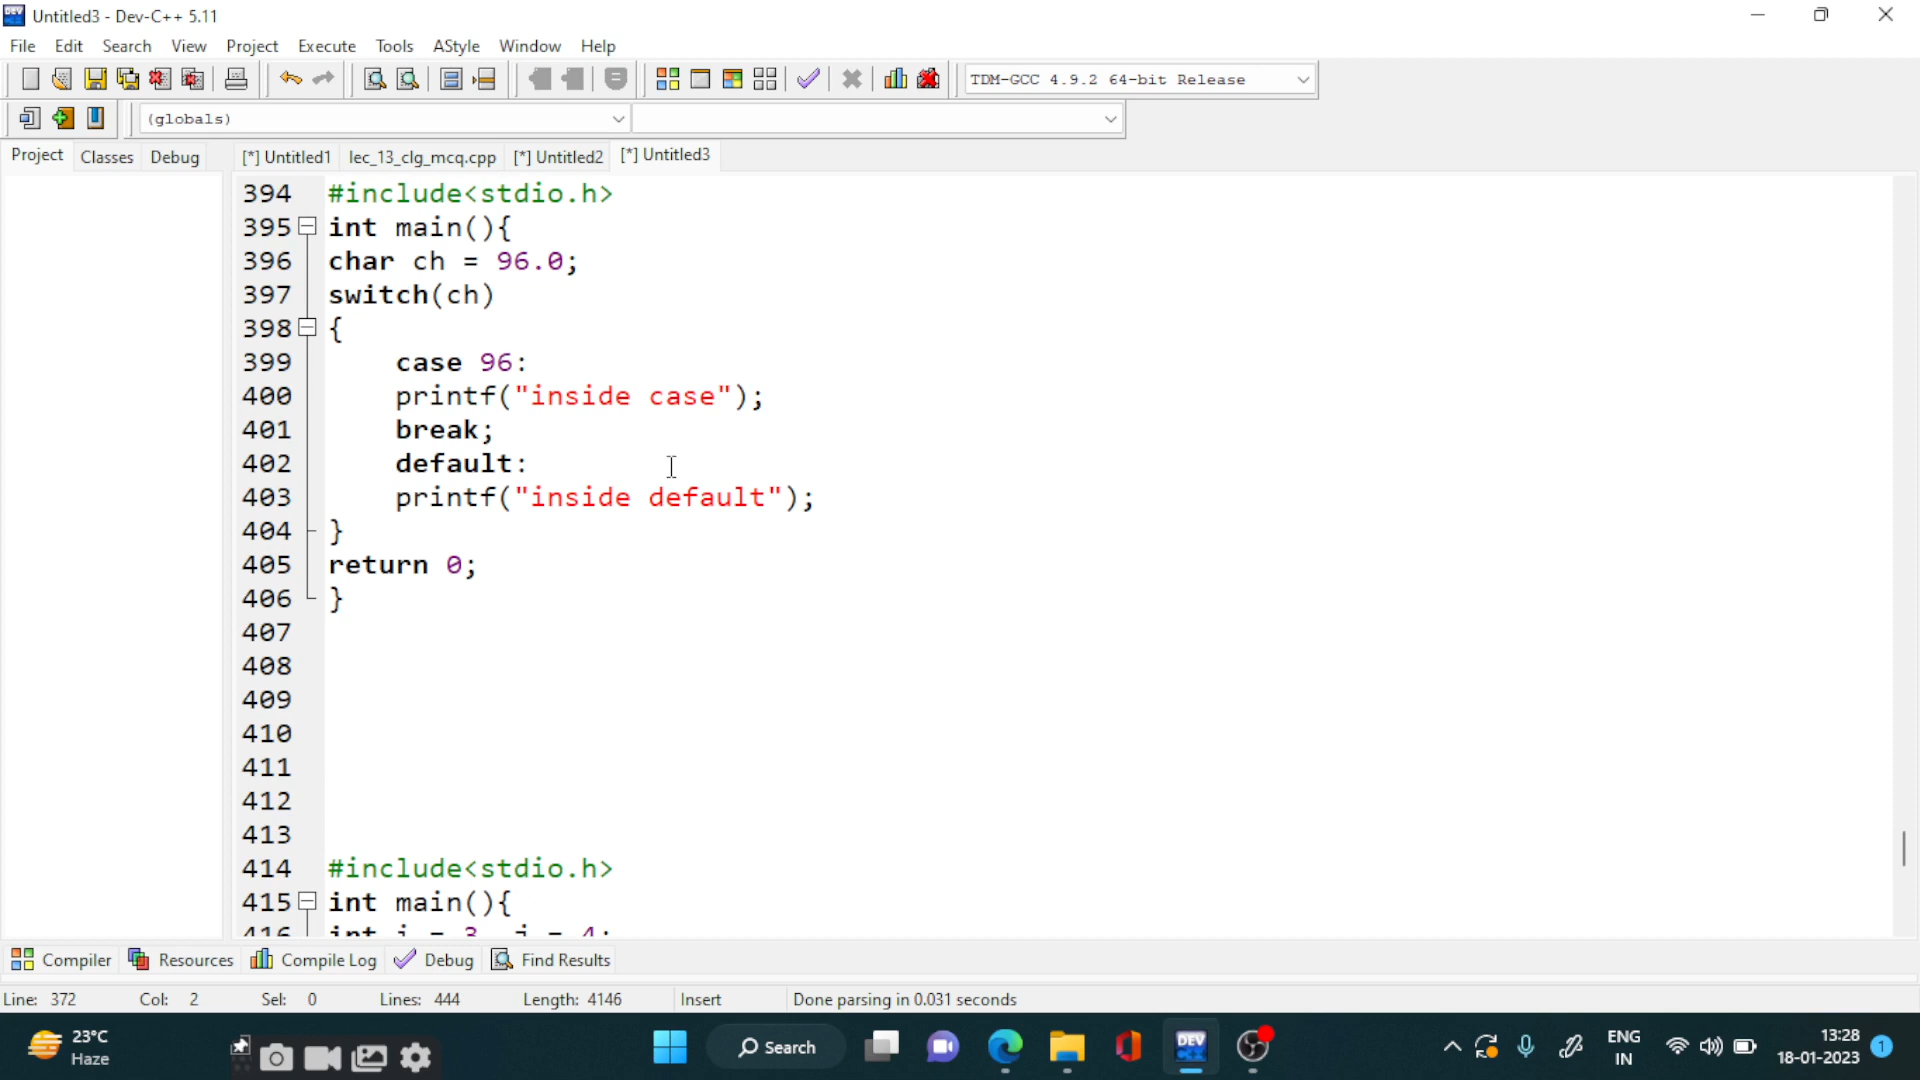 Untitled3 - Dev-C++ 5.11
File Edit Search View Project Execute Tools AStyle Window Help
TDM-GCC 4.9.2 64-bit Release
(globals)
Project Classes Debug [*] Untitled1 lec_13_clg_mcq.cpp [*] Untitled2 [*] Untitled3
394 #include<stdio.h>
395 int main(){
396 char ch = 96.0;
397 switch(ch)
398 {
399 case 96:
400 printf("inside case");
401 break;
402 default:
403 printf("inside default");
404 }
405 return 0;
406 }
407
408
409
410
411
412
413
414 #include<stdio.h>
415 int main(){
416 int i = 3, j = 4;
Compiler Resources Compile Log Debug Find Results
Line: 372 Col: 2 Sel: 0 Lines: 444 Length: 4146 Insert Done parsing in 0.031 seconds
23°C
Haze
Search
DEV
ENG
IN
13:28
18-01-2023
1